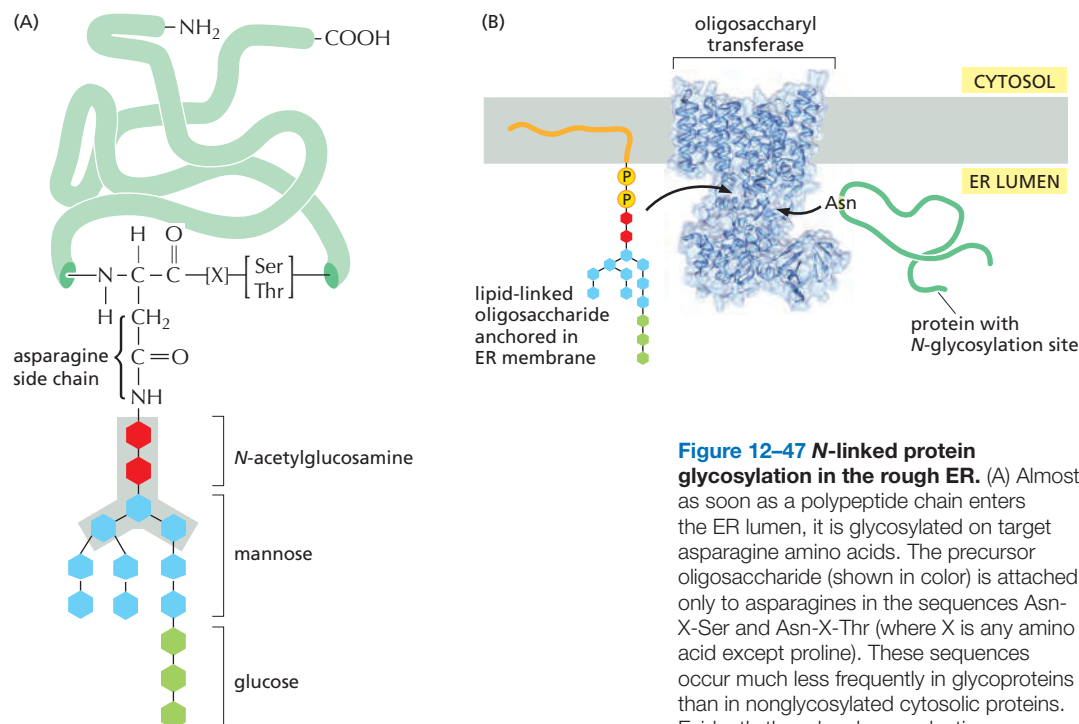 (A)
NH2
COOH
H O
N C C [X] [Ser
Thr]
H CH2
asparagine
side chain
C=O
NH
N-acetylglucosamine
mannose
glucose
(B)
oligosaccharyl
transferase
CYTOSOL
ER LUMEN
P
P
Asn
lipid-linked
oligosaccharide
anchored in
ER membrane
protein with
N-glycosylation site
Figure 12–47 N-linked protein
glycosylation in the rough ER. (A) Almost
as soon as a polypeptide chain enters
the ER lumen, it is glycosylated on target
asparagine amino acids. The precursor
oligosaccharide (shown in color) is attached
only to asparagines in the sequences Asn-
X-Ser and Asn-X-Thr (where X is any amino
acid except proline). These sequences
occur much less frequently in glycoproteins
than in nonglycosylated cytosolic proteins.